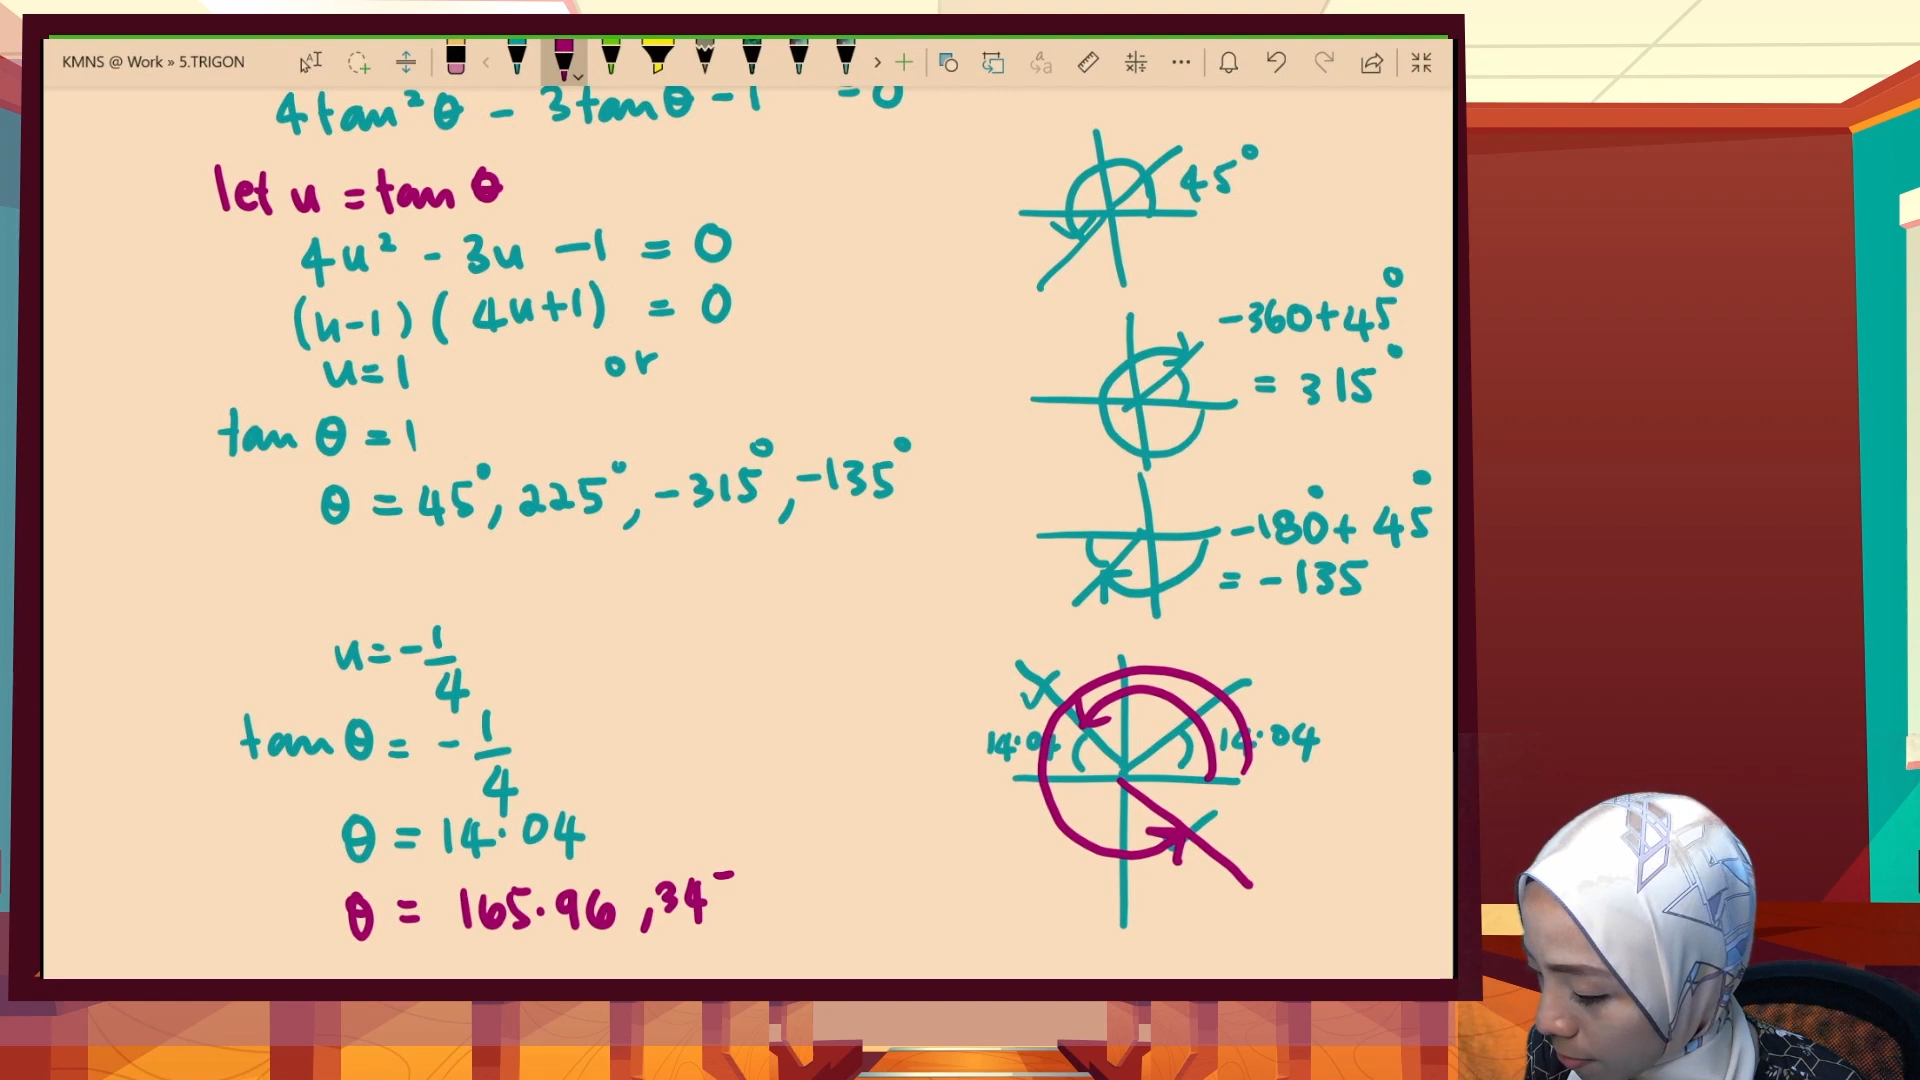 KMNS @ Work » 5.TRIGON
4tan²θ - 3tanθ - 1 = 0
let u = tan θ
4u² - 3u - 1 = 0
(u-1)(4u+1) = 0
u=1 or
tan θ = 1
θ = 45°, 225°, -315°, -135°
u = -1/4
tan θ = -1/4
θ = 14.04
θ = 165.96, 34
45°
-360+45°
= 315°
-180°+ 45°
= -135
14.04
14.04